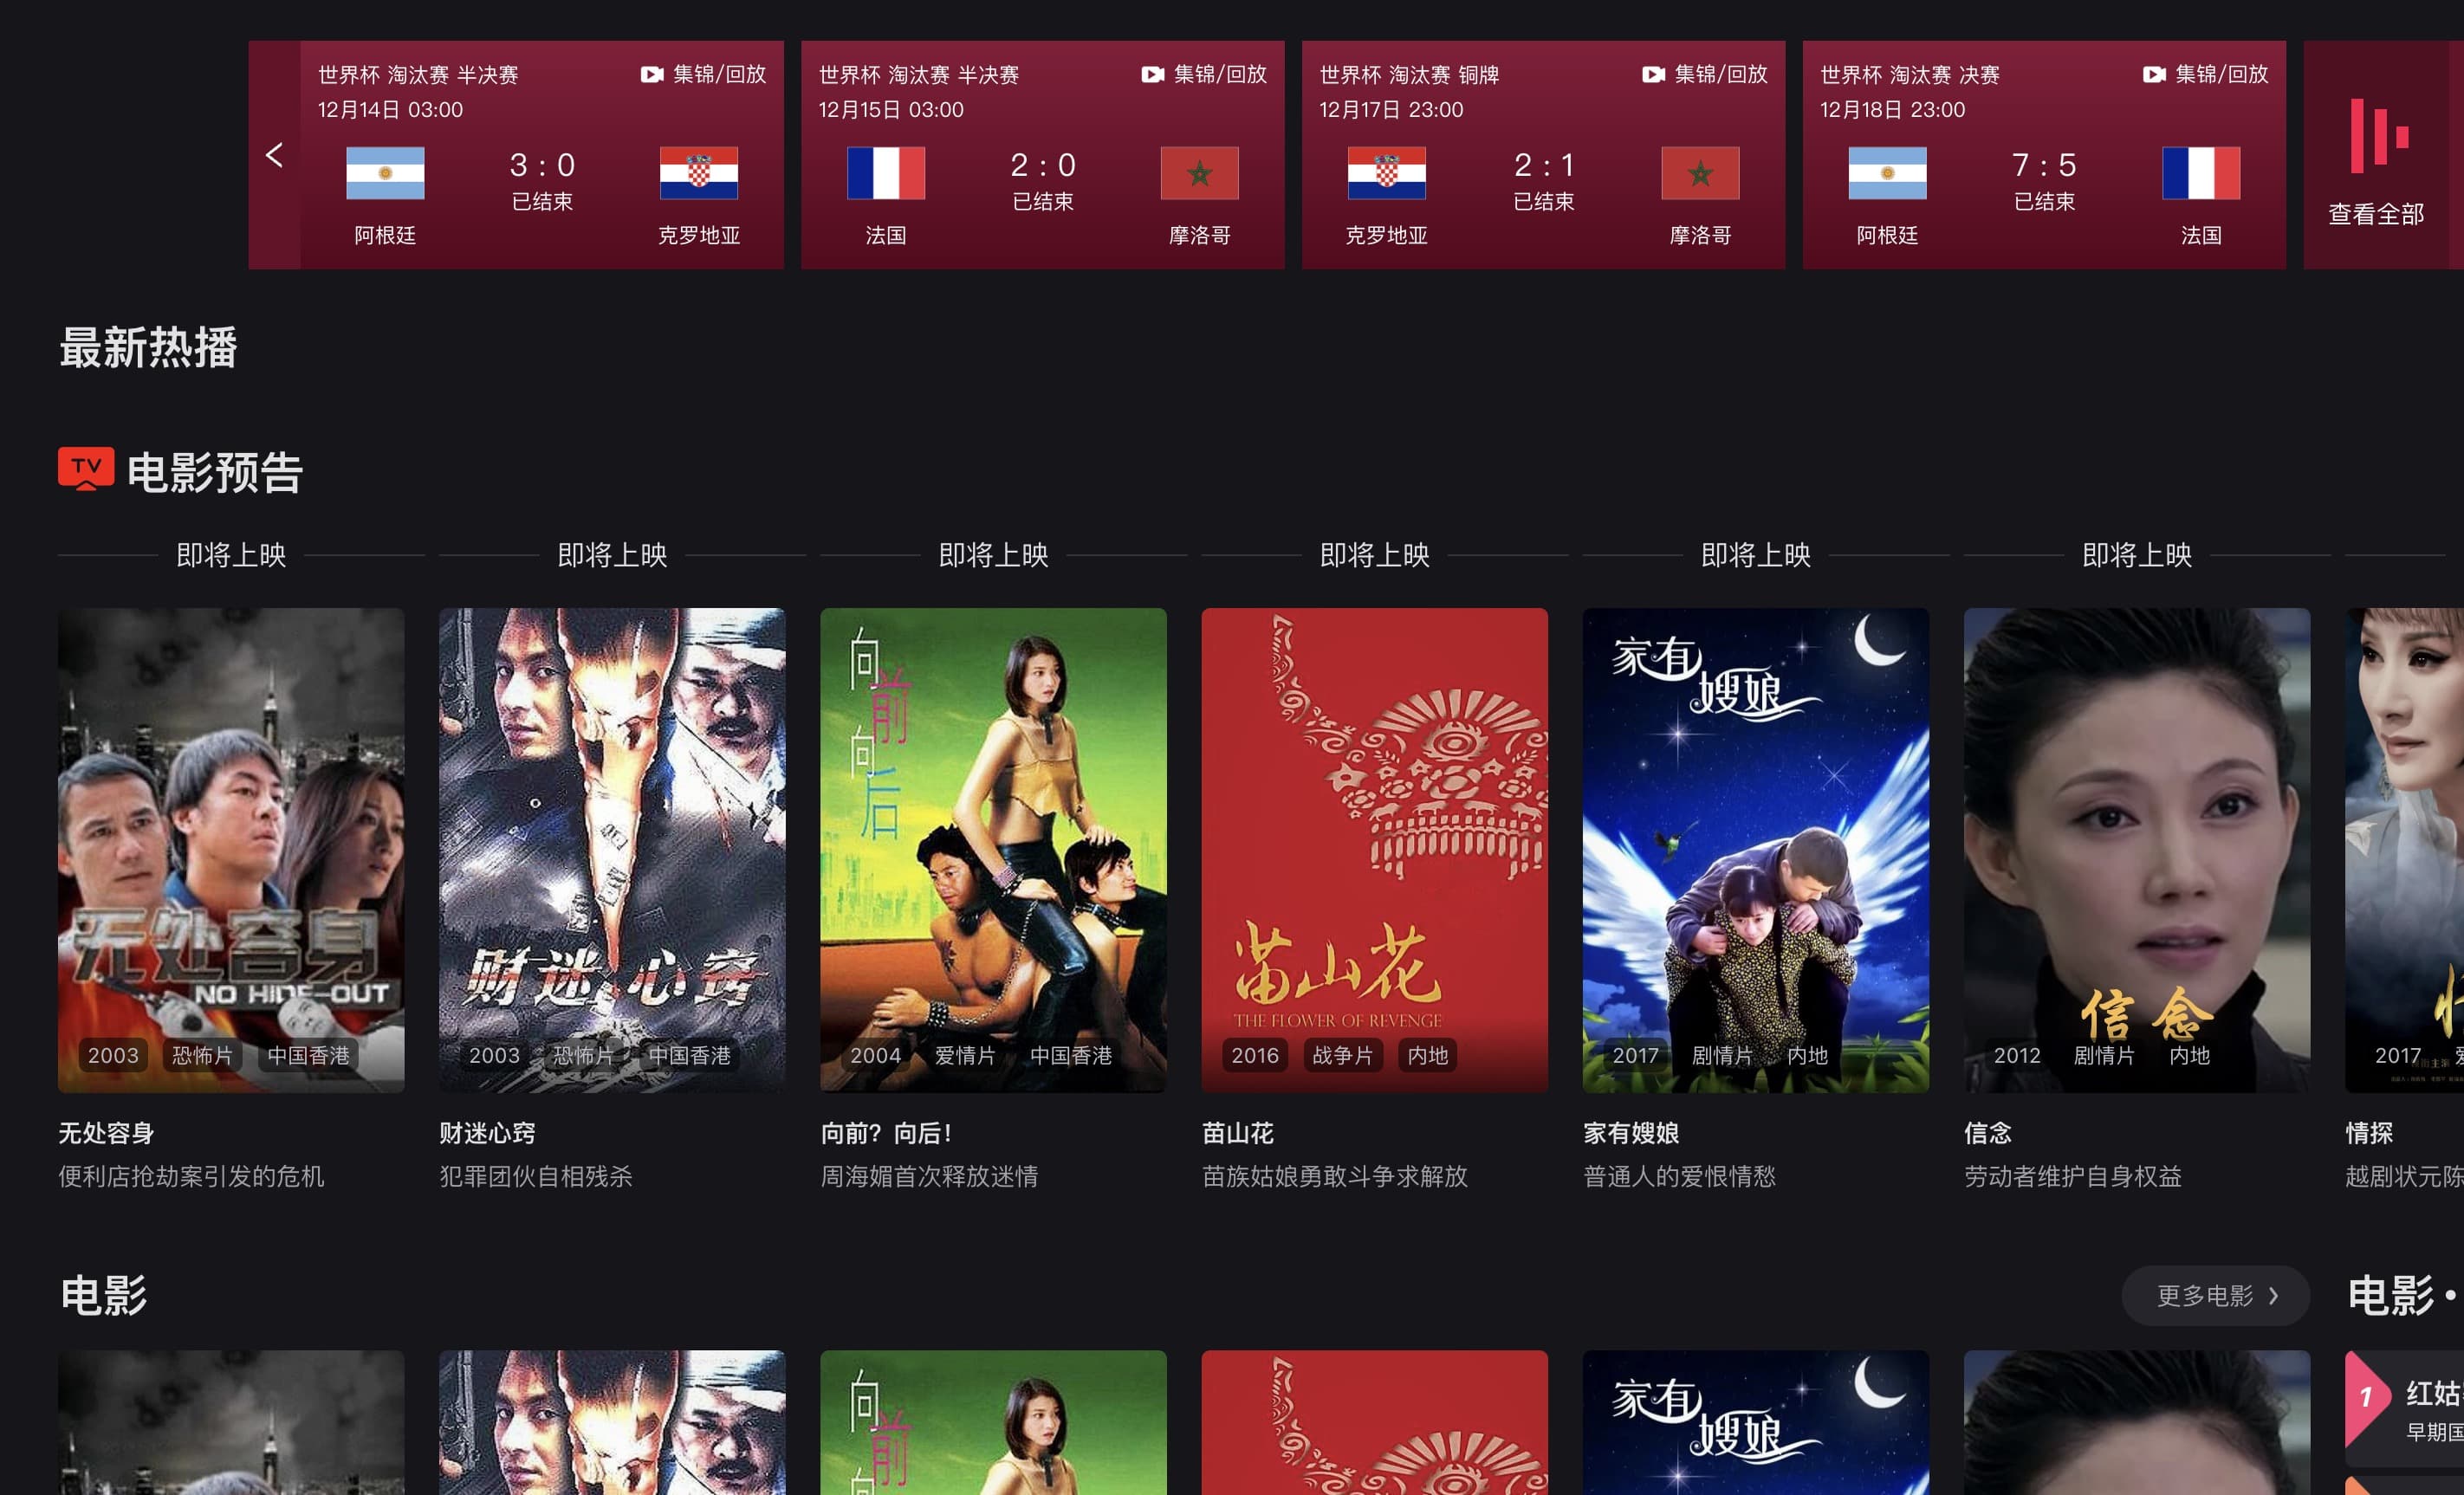 世界杯 淘汰赛 半决赛 集锦/回放
12月14日 03:00
3 : 0
已结束
阿根廷 克罗地亚
世界杯 淘汰赛 半决赛 集锦/回放
12月15日 03:00
2 : 0
已结束
法国 摩洛哥
世界杯 淘汰赛 铜牌 集锦/回放
12月17日 23:00
2 : 1
已结束
克罗地亚 摩洛哥
世界杯 淘汰赛 决赛 集锦/回放
12月18日 23:00
7 : 5
已结束
阿根廷 法国
查看全部
最新热播
TV 电影预告
即将上映
无处容身
NO HIDE-OUT
2003 恐怖片 中国香港
无处容身
便利店抢劫案引发的危机
即将上映
财迷心窍
2003 恐怖片 中国香港
财迷心窍
犯罪团伙自相残杀
即将上映
向前向后
2004 爱情片 中国香港
向前？向后！
周海媚首次释放迷情
即将上映
苗山花
THE FLOWER OF REVENGE
2016 战争片 内地
苗山花
苗族姑娘勇敢斗争求解放
即将上映
家有
嫂娘
2017 剧情片 内地
家有嫂娘
普通人的爱恨情愁
即将上映
信念
2012 剧情片 内地
信念
劳动者维护自身权益
2017
情探
越剧状元陈
电影 更多电影 >
向前向
家有
嫂娘
电影·
1 红姑
早期国